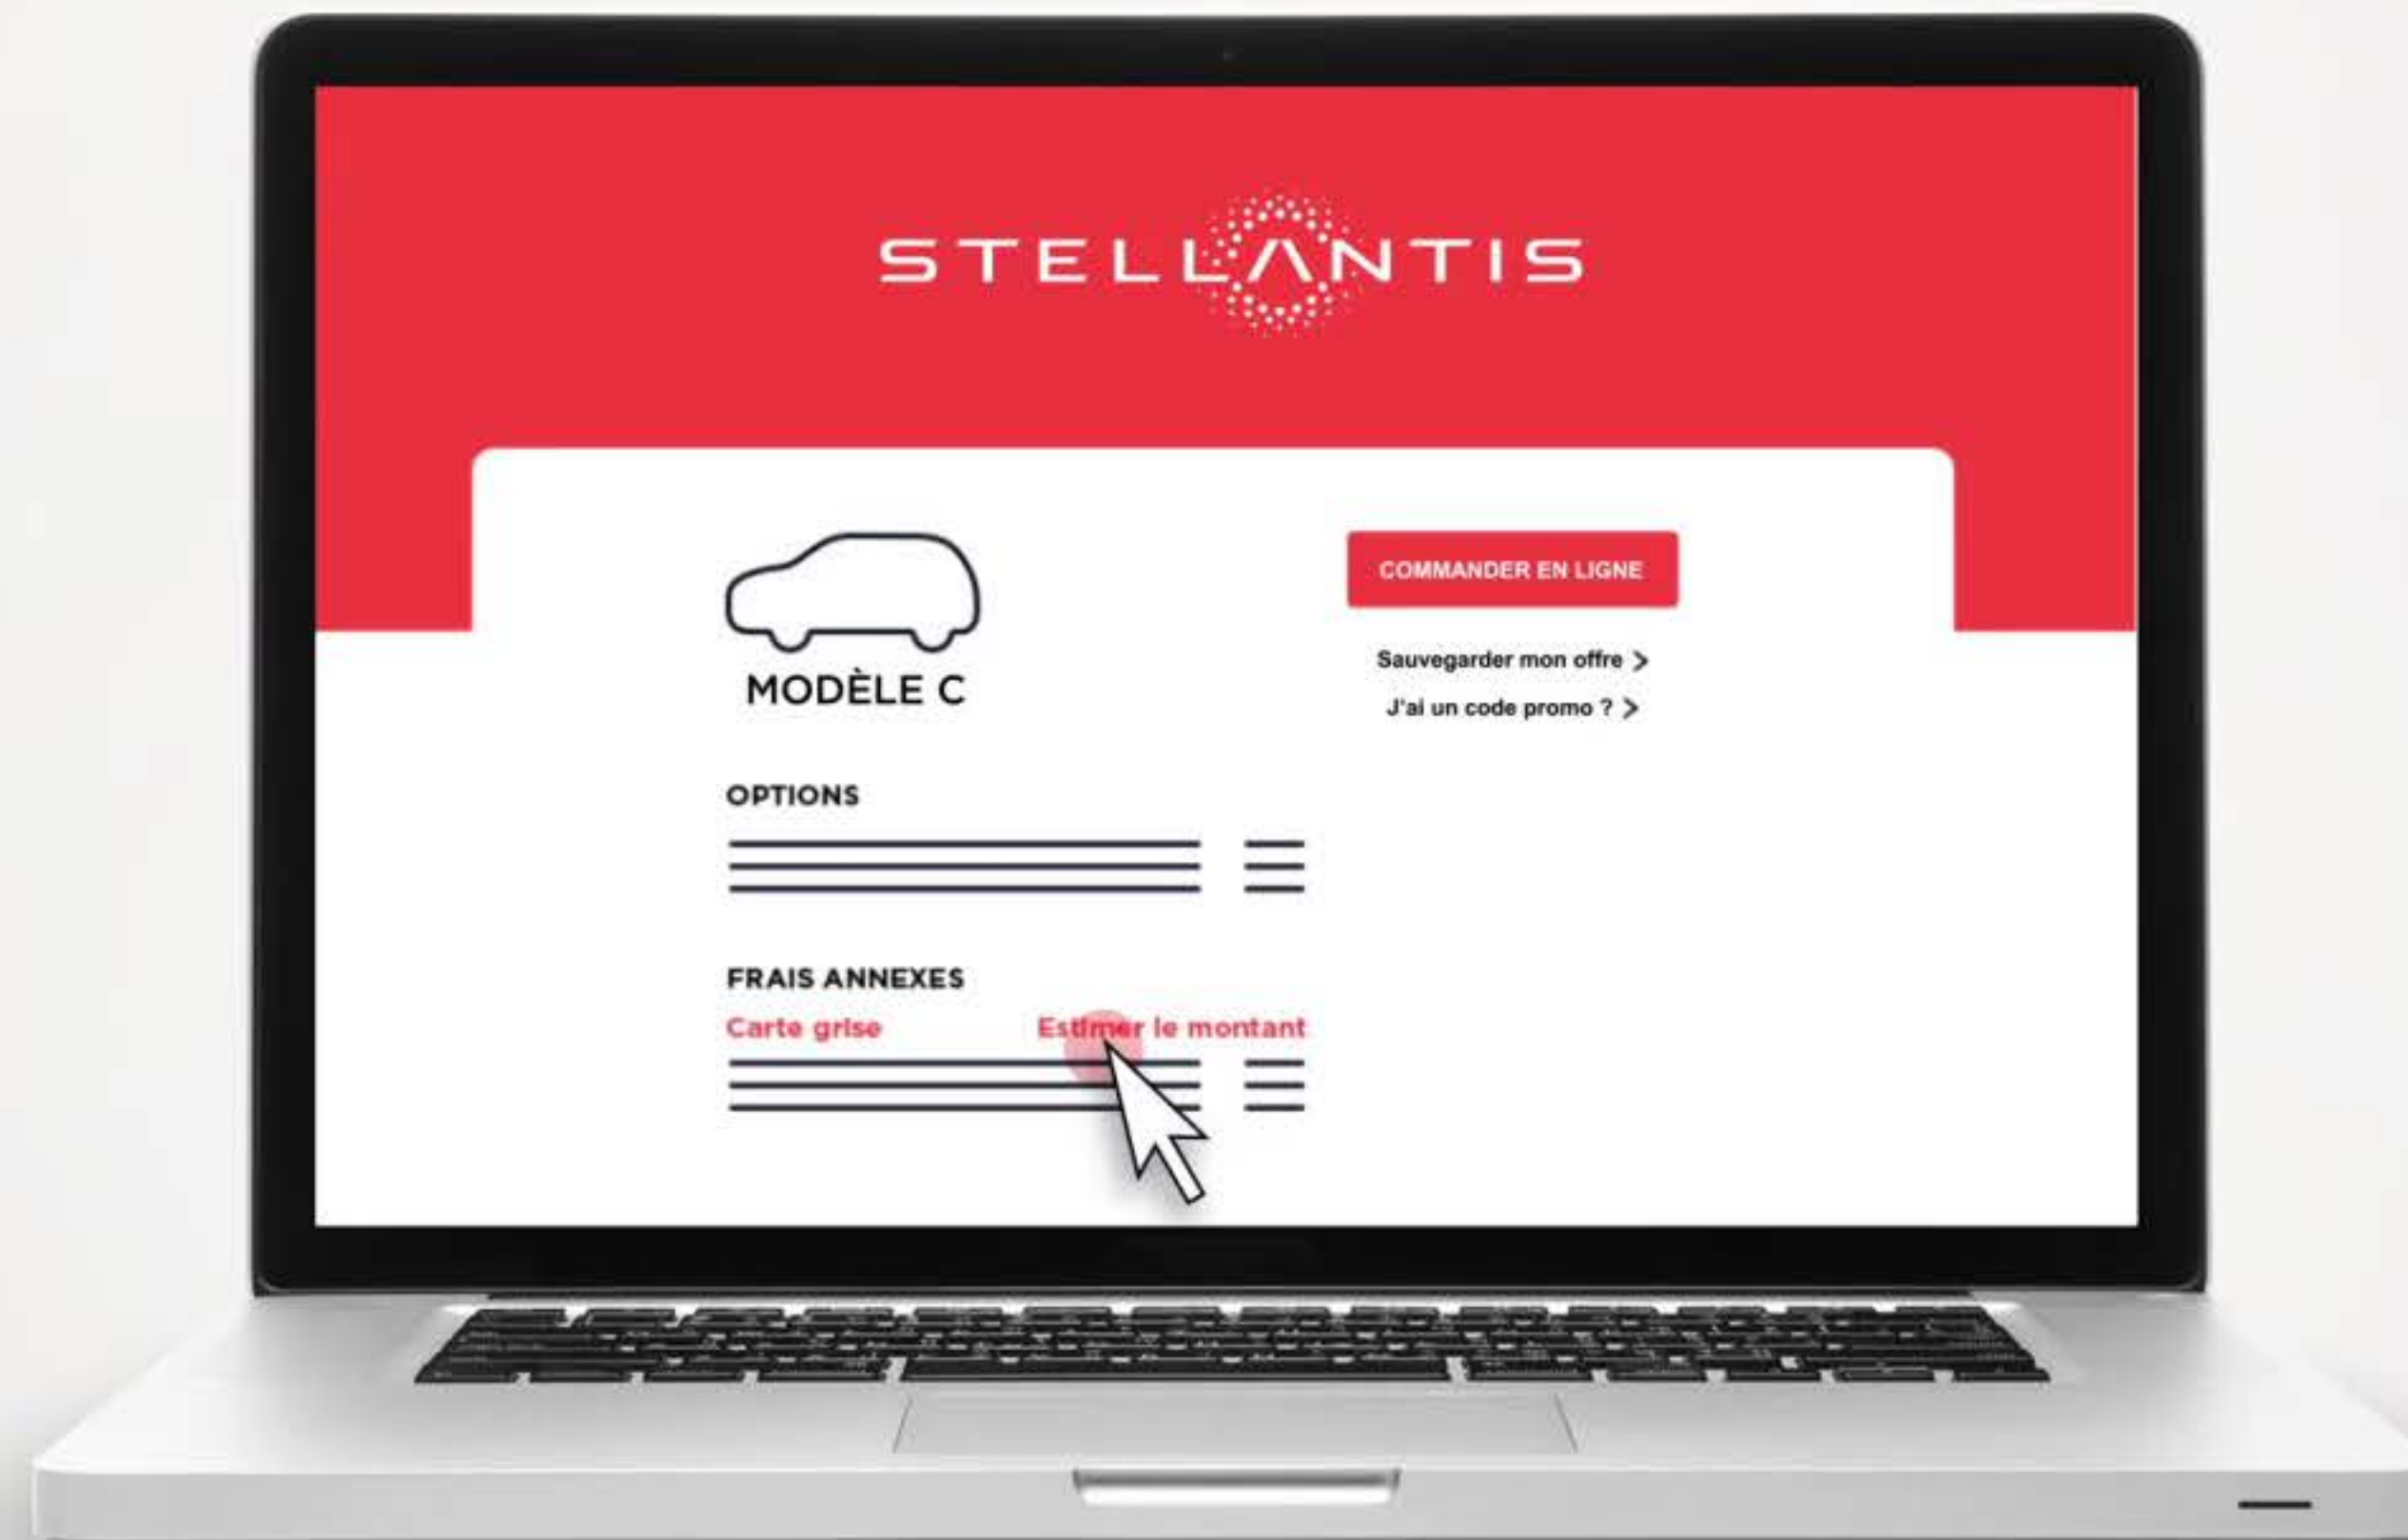 STELLANTIS
MODÈLE C
COMMANDER EN LIGNE
Sauvegarder mon offre >
J'ai un code promo ? >
OPTIONS
FRAIS ANNEXES
Carte grise
Estimer le montant